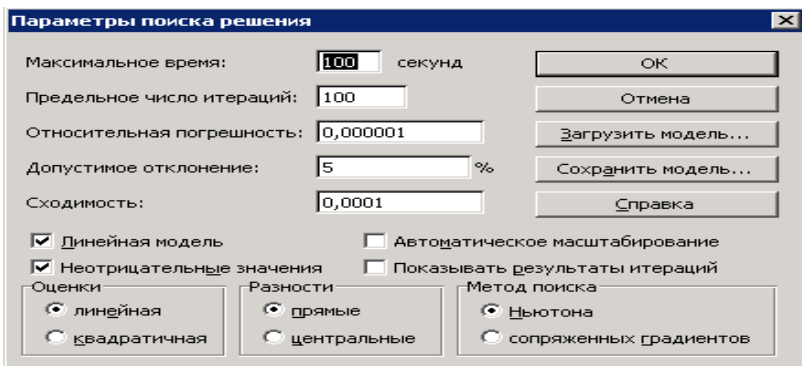 Параметры поиска решения
Максимальное время: 100 секунд OK
Предельное число итераций: 100 Отмена
Относительная погрешность: 0,000001 Загрузить модель...
Допустимое отклонение: 5 % Сохранить модель...
Сходимость: 0,0001 Справка
Линейная модель Автоматическое масштабирование
Неотрицательные значения Показывать результаты итераций
Оценки Разности Метод поиска
линейная прямые Ньютона
квадратичная центральные сопряженных градиентов